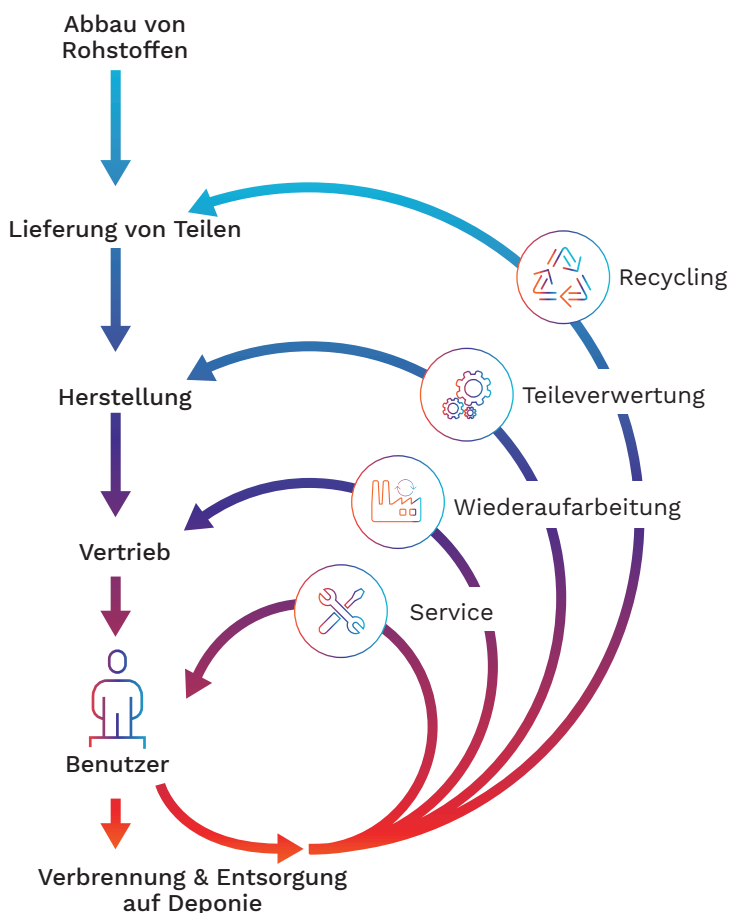 Abbau von
Rohstoffen
Lieferung von Teilen
Recycling
Herstellung
Teileverwertung
Wiederaufarbeitung
Vertrieb
Service
Benutzer
Verbrennung & Entsorgung
auf Deponie